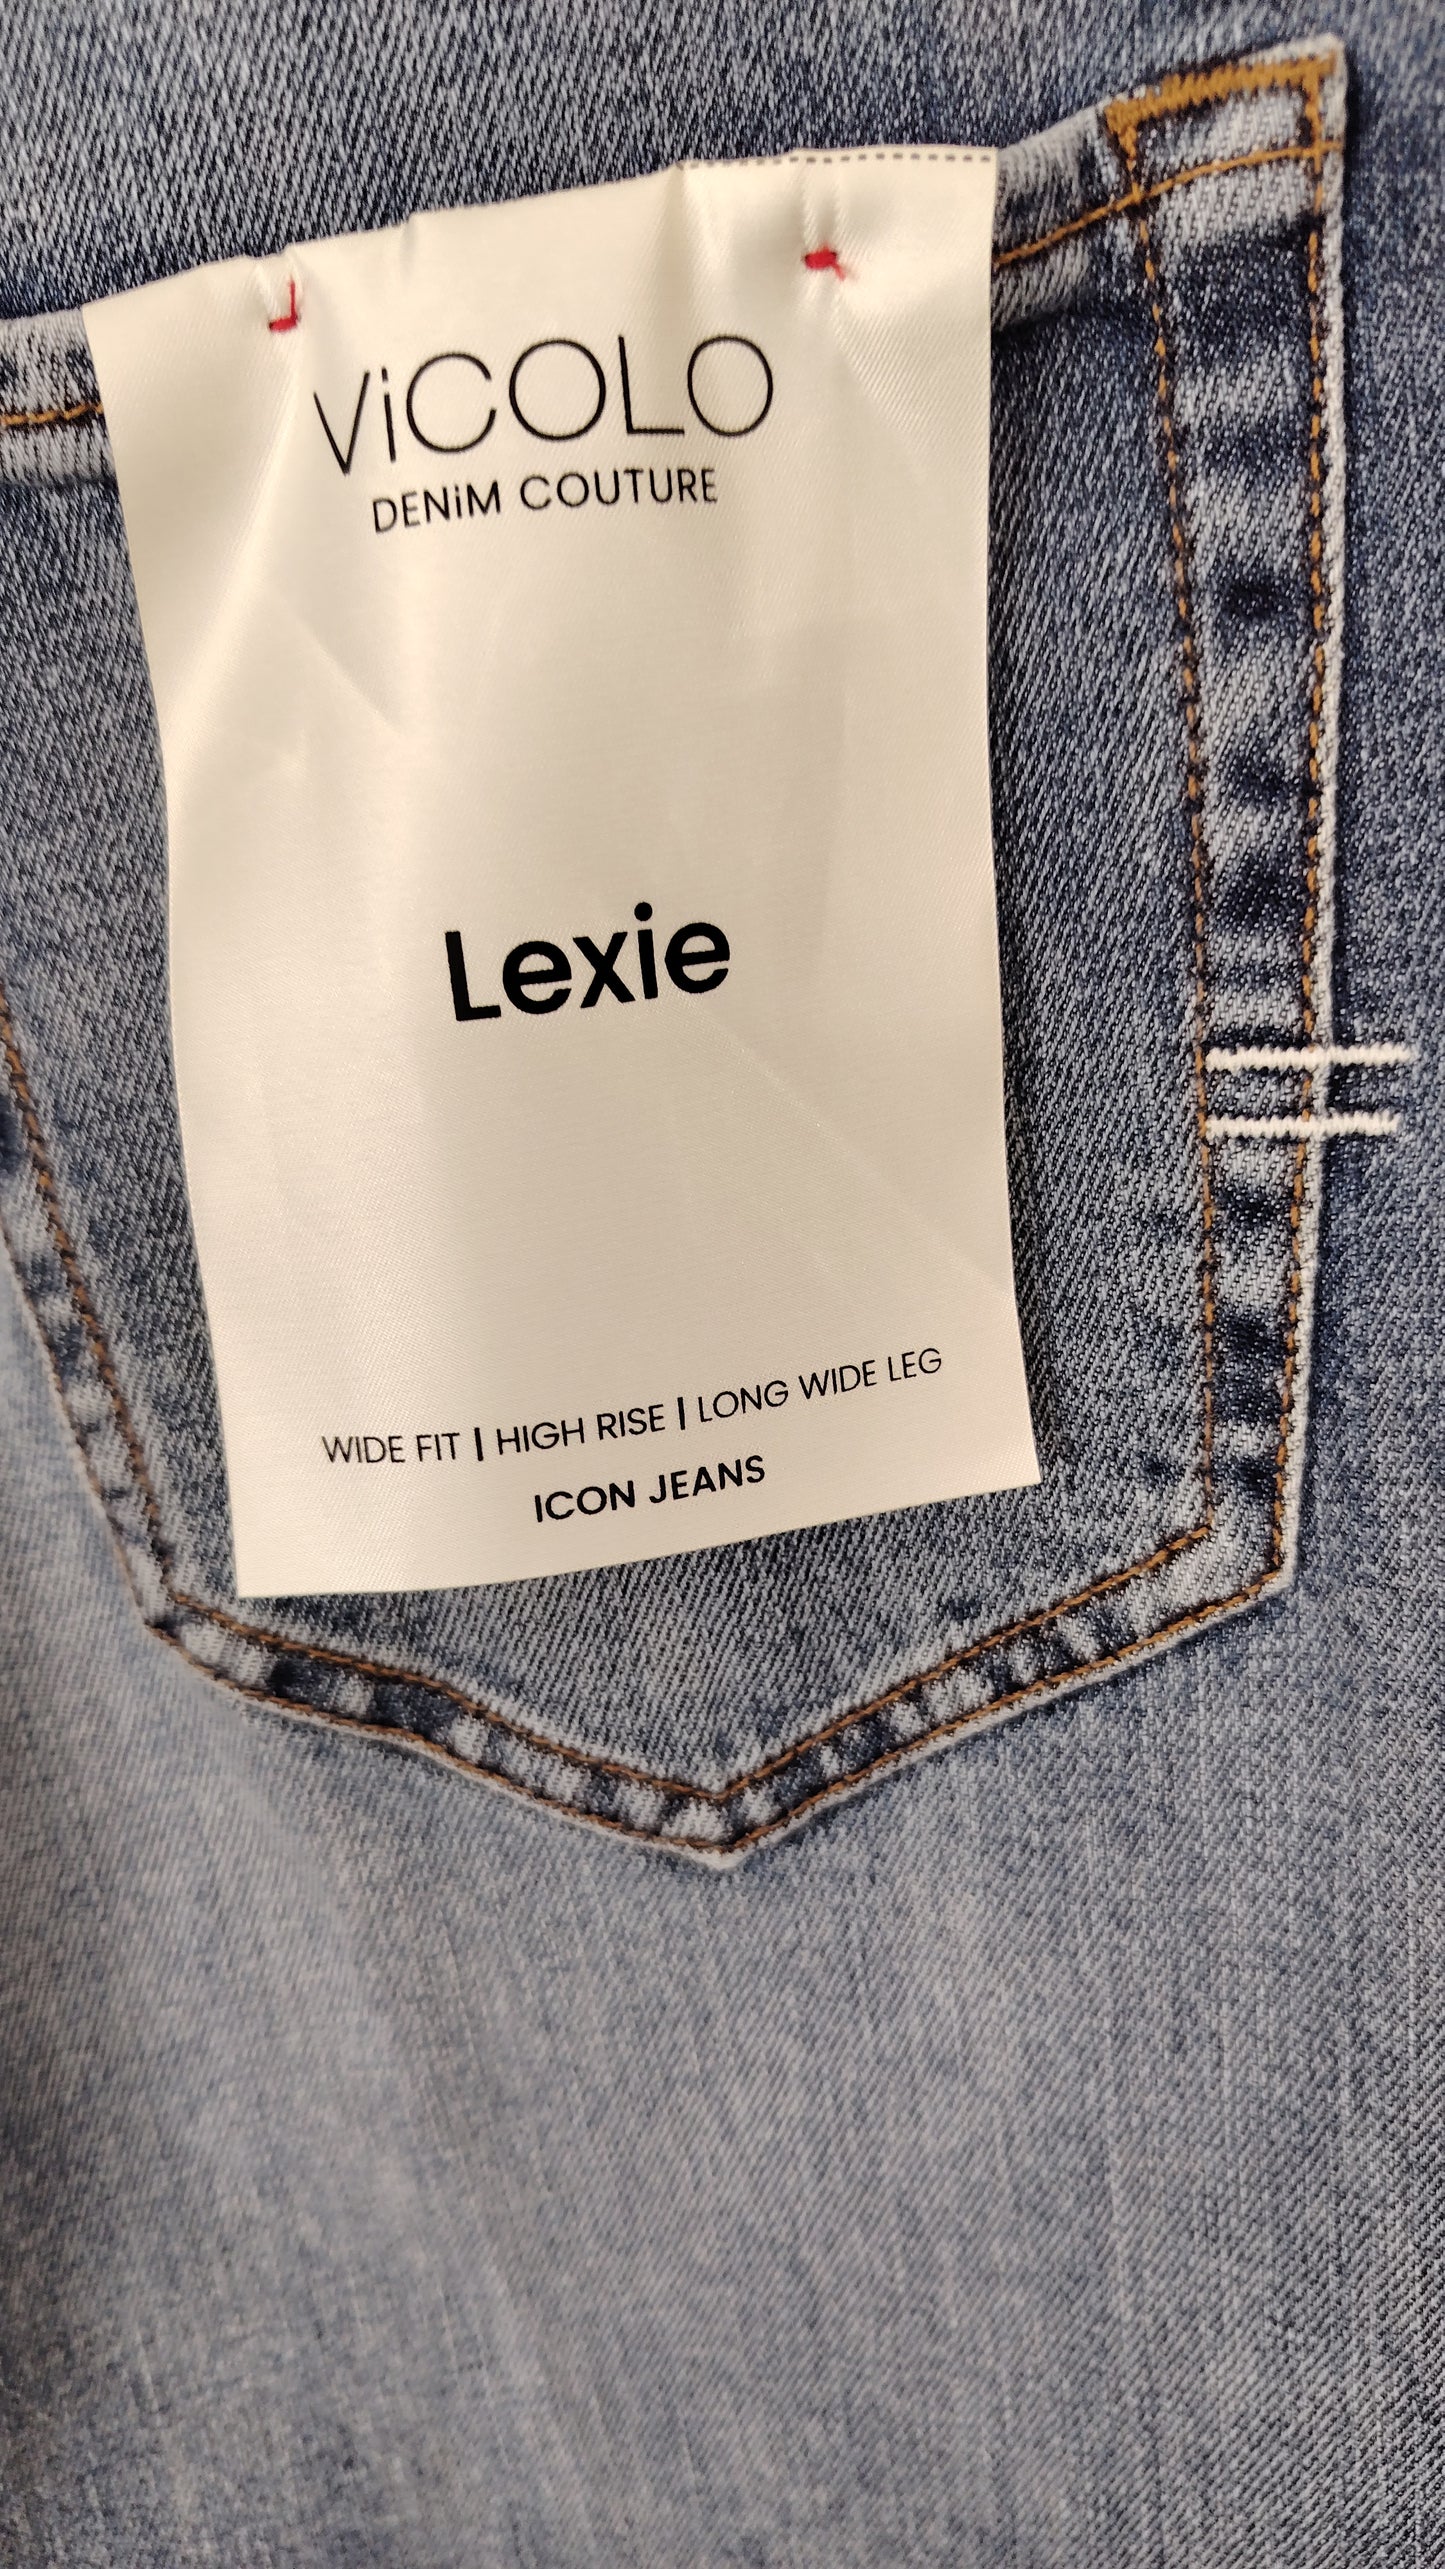 ViCOLO
DENiM COUTURE
Lexie
WIDE FIT | HIGH RISE | LONG WIDE LEG
ICON JEANS